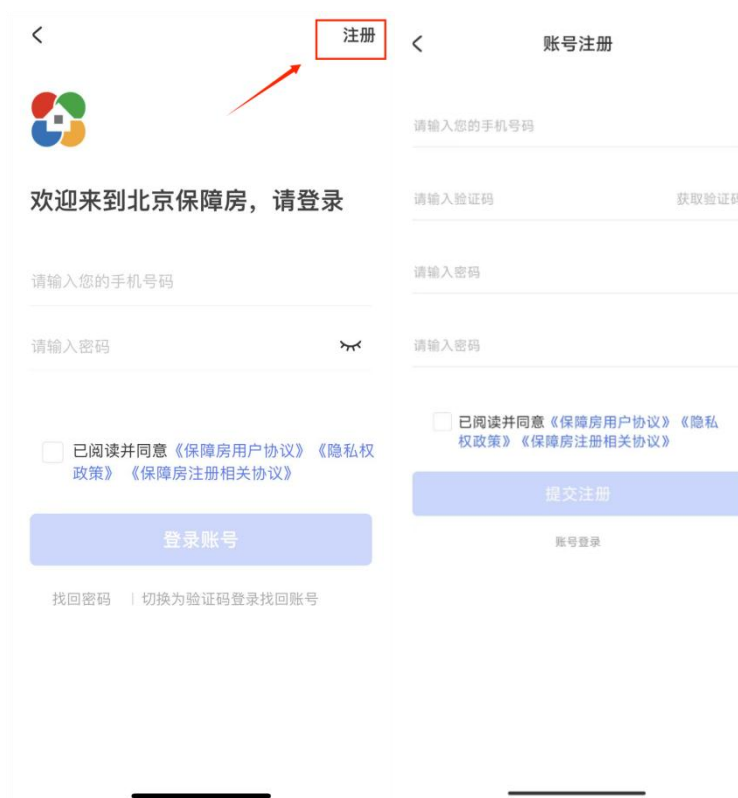 注册
欢迎来到北京保障房，请登录
请输入您的手机号码
请输入密码
已阅读并同意《保障房用户协议》《隐私权
政策》《保障房注册相关协议》
登录账号
找回密码 | 切换为验证码登录找回账号
账号注册
请输入您的手机号码
请输入验证码 获取验证码
请输入密码
请输入密码
已阅读并同意《保障房用户协议》《隐私
权政策》《保障房注册相关协议》
提交注册
账号登录